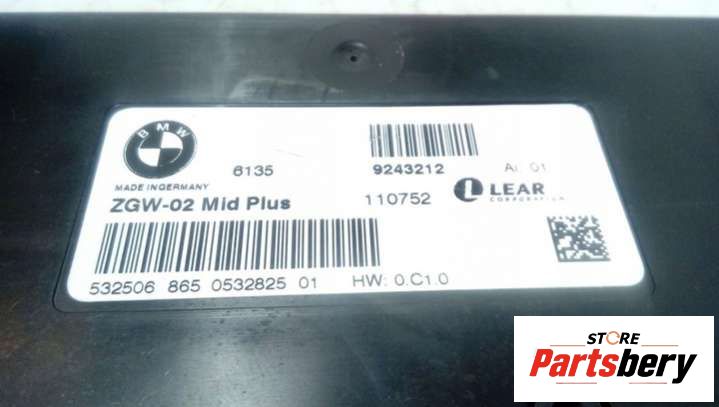 BMW
6135 9243212 AI 01
MADE IN GERMANY
ZGW-02 Mid Plus 110752 LEAR
CORPORATION
532506 865 0532825 01 HW: 0.C1.0
STORE
Partsbery